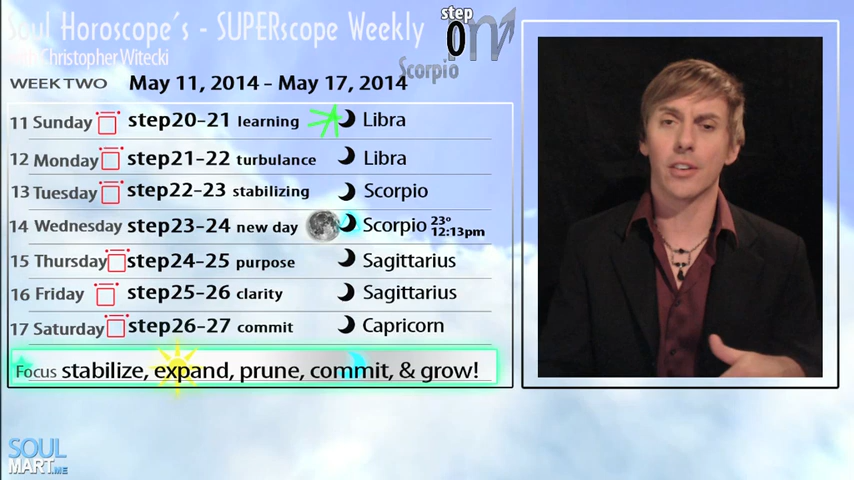 Soul Horoscope's - SUPERscope Weekly
with Christopher Witecki
step
0
Scorpio
WEEK TWO May 11, 2014 - May 17, 2014
11 Sunday step20-21 learning Libra
12 Monday step21-22 turbulance Libra
13 Tuesday step22-23 stabilizing Scorpio
14 Wednesday step23-24 new day Scorpio 23° 12:13pm
15 Thursday step24-25 purpose Sagittarius
16 Friday step25-26 clarity Sagittarius
17 Saturday step26-27 commit Capricorn
Focus stabilize, expand, prune, commit, & grow!
SOUL
MART.ME